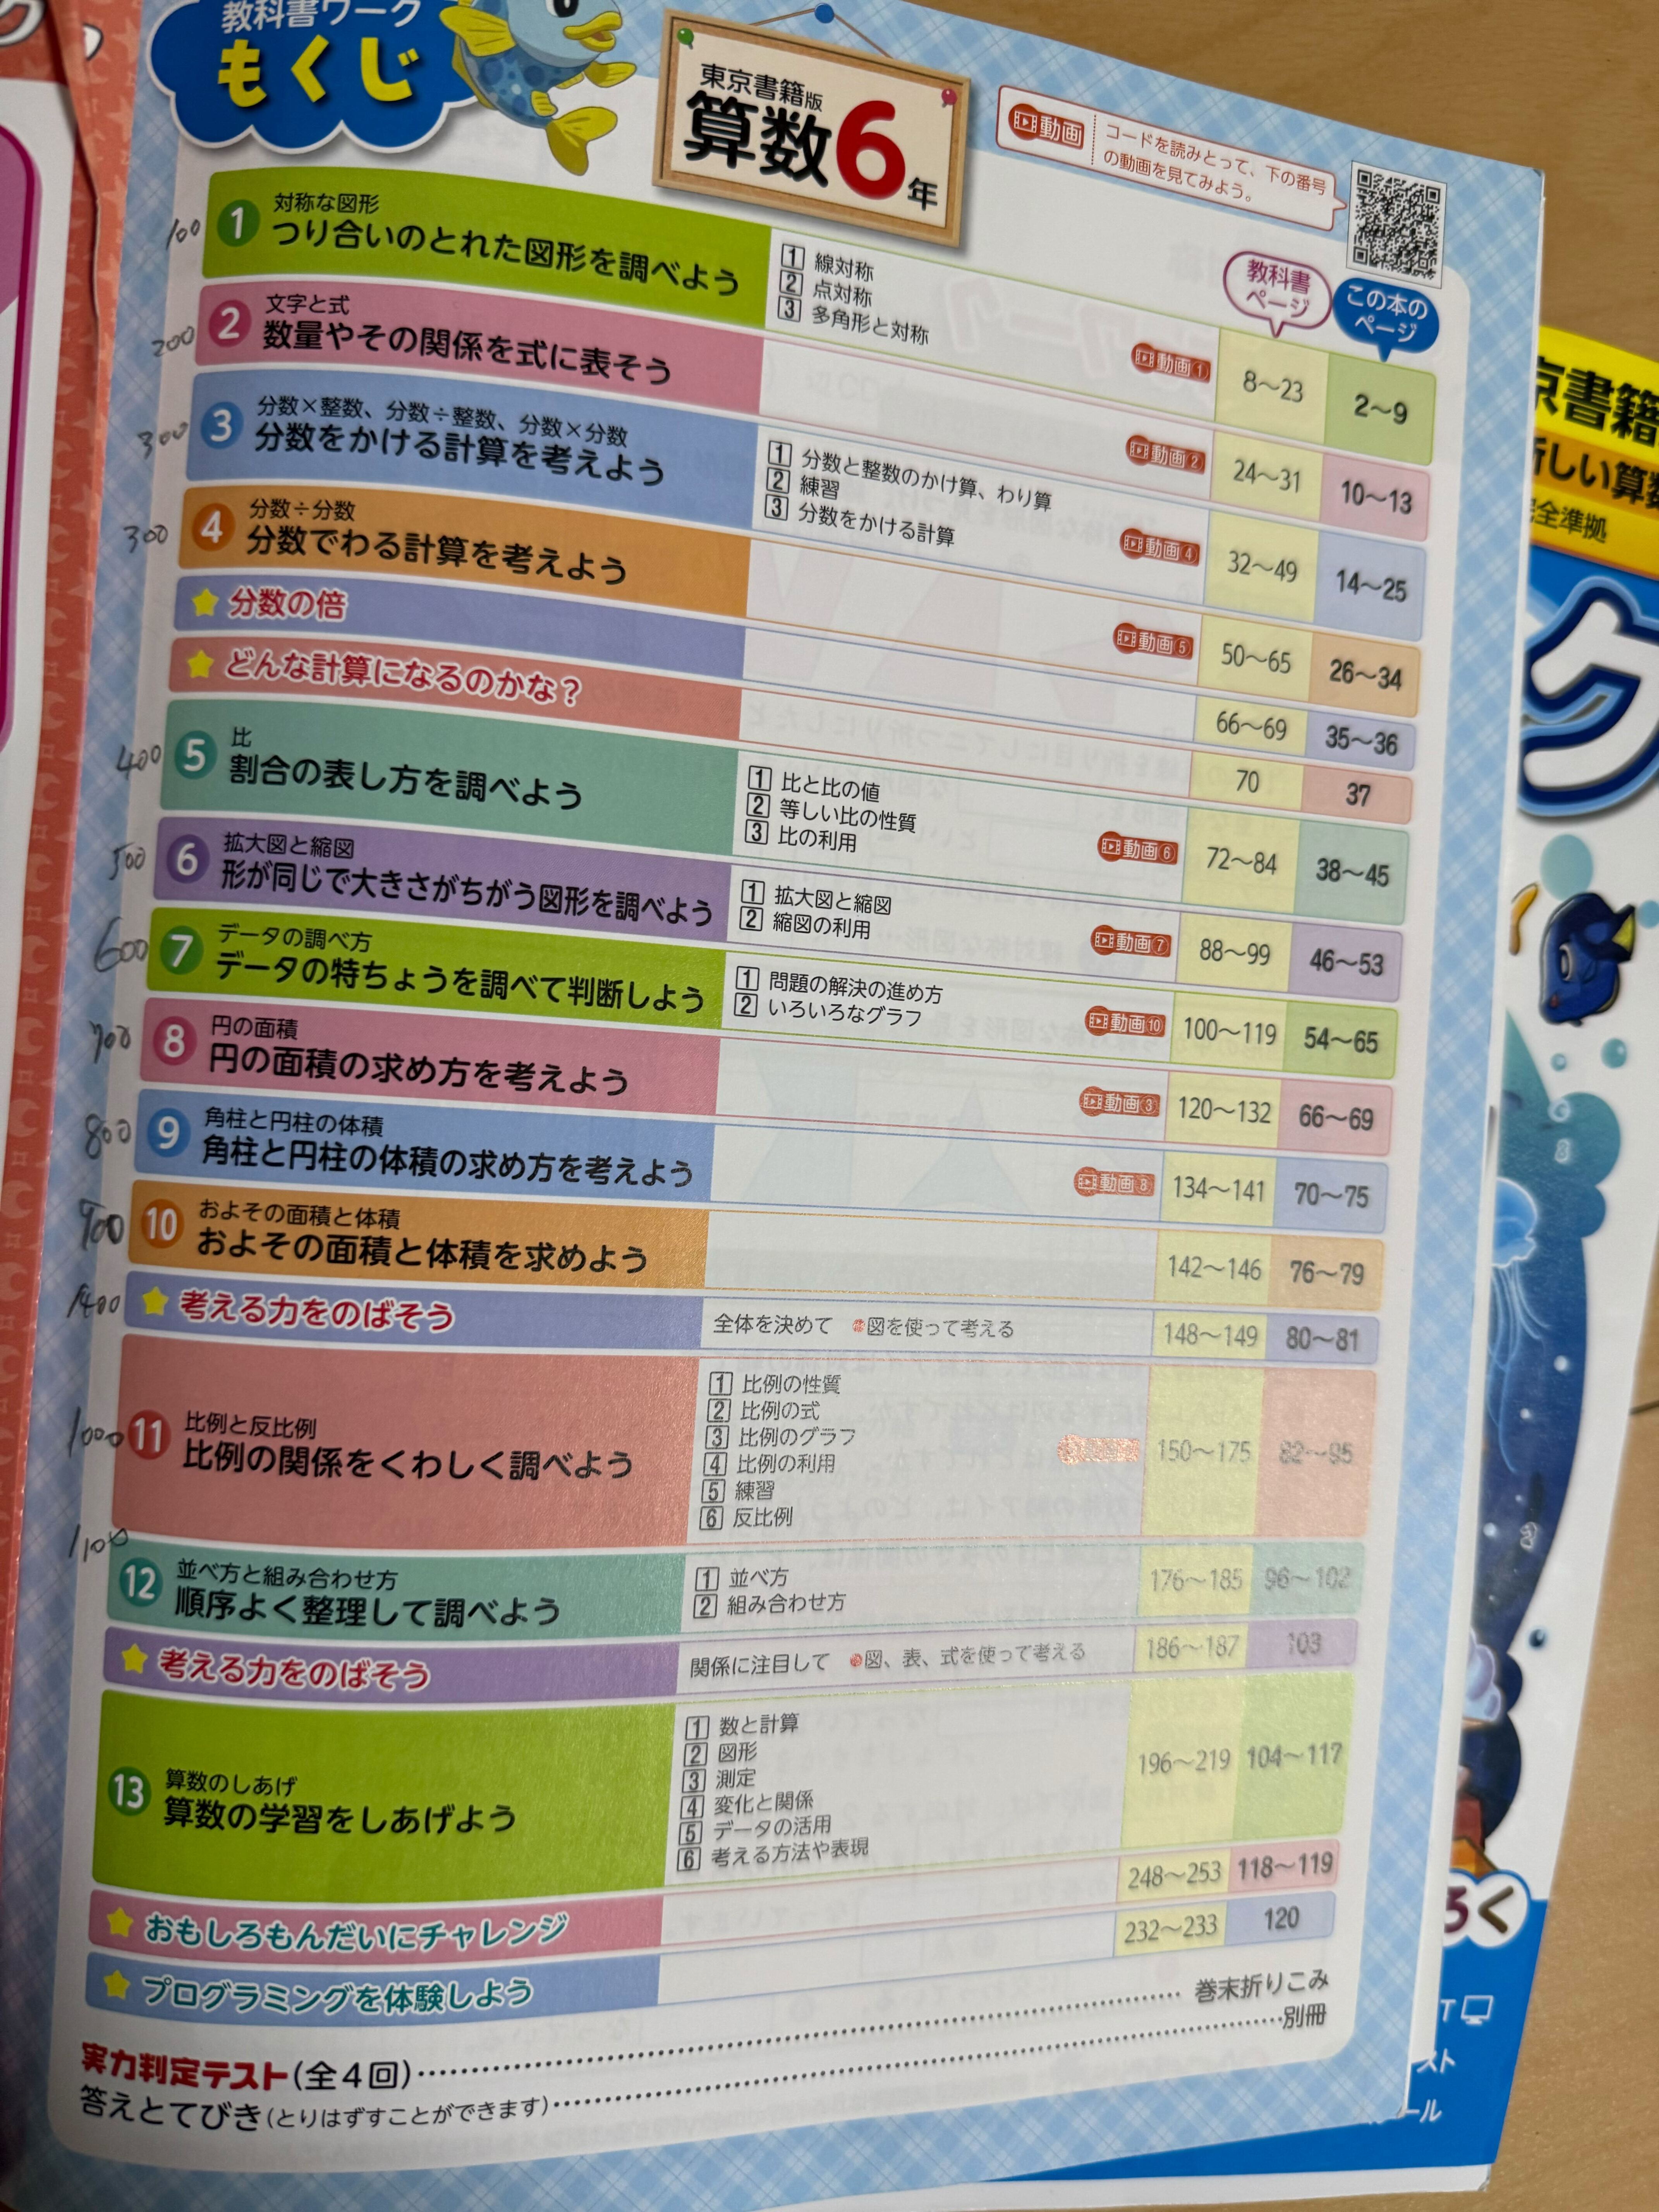 教科書ワーク
もくじ
東京書籍版
算数6年
動画
コードを読みとって、下の番号
の動画を見てみよう。
教科書
ページ
この本の
ページ
100
1
対称な図形
つり合いのとれた図形を調べよう
1 線対称
2 点対称
3 多角形と対称
動画①
8〜23
2〜9
200
2
文字と式
数量やその関係を式に表そう
動画②
24〜31
10〜13
300
3
分数×整数、分数÷整数、分数×分数
分数をかける計算を考えよう
1 分数と整数のかけ算、わり算
2 練習
3 分数をかける計算
動画④
32〜49
14〜25
300
4
分数÷分数
分数でわる計算を考えよう
動画⑤
50〜65
26〜34
分数の倍
66〜69
35〜36
どんな計算になるのかな?
70
37
400
5
比
割合の表し方を調べよう
1 比と比の値
2 等しい比の性質
3 比の利用
動画⑥
72〜84
38〜45
500
6
拡大図と縮図
形が同じで大きさがちがう図形を調べよう
1 拡大図と縮図
2 縮図の利用
動画⑦
88〜99
46〜53
600
7
データの調べ方
データの特ちょうを調べて判断しよう
1 問題の解決の進め方
2 いろいろなグラフ
動画⑩
100〜119
54〜65
700
8
円の面積
円の面積の求め方を考えよう
動画③
120〜132
66〜69
800
9
角柱と円柱の体積
角柱と円柱の体積の求め方を考えよう
動画⑧
134〜141
70〜75
900
10
およその面積と体積
およその面積と体積を求めよう
142〜146
76〜79
考える力をのばそう
全体を決めて
図を使って考える
148〜149
80〜81
1000
11
比例と反比例
比例の関係をくわしく調べよう
1 比例の性質
2 比例の式
3 比例のグラフ
4 比例の利用
5 練習
6 反比例
150〜175
82〜95
1100
12
並べ方と組み合わせ方
順序よく整理して調べよう
1 並べ方
2 組み合わせ方
176〜185
96〜102
考える力をのばそう
関係に注目して
図、表、式を使って考える
186〜187
103
13
算数のしあげ
算数の学習をしあげよう
1 数と計算
2 図形
3 測定
4 変化と関係
5 データの活用
6 考える方法や表現
196〜219
104〜117
おもしろもんだいにチャレンジ
248〜253
118〜119
プログラミングを体験しよう
232〜233
120
実力判定テスト(全4回)
巻末折りこみ
答えとてびき(とりはずすことができます)
別冊
京書籍
しい算数
全準拠
ク
ろく